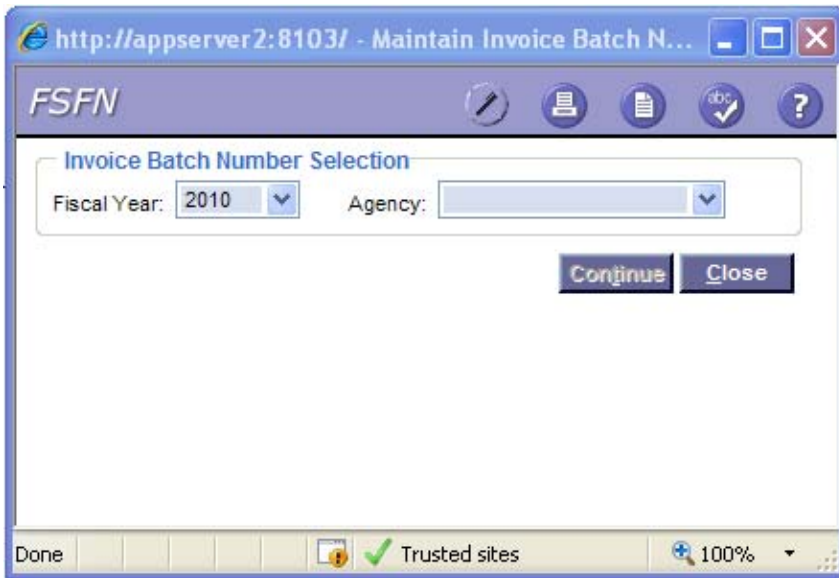 http://appserver2:8103/ - Maintain Invoice Batch N...
FSFN
abc
?
Invoice Batch Number Selection
Fiscal Year: 2010 Agency:
Continue Close
Done Trusted sites 100%